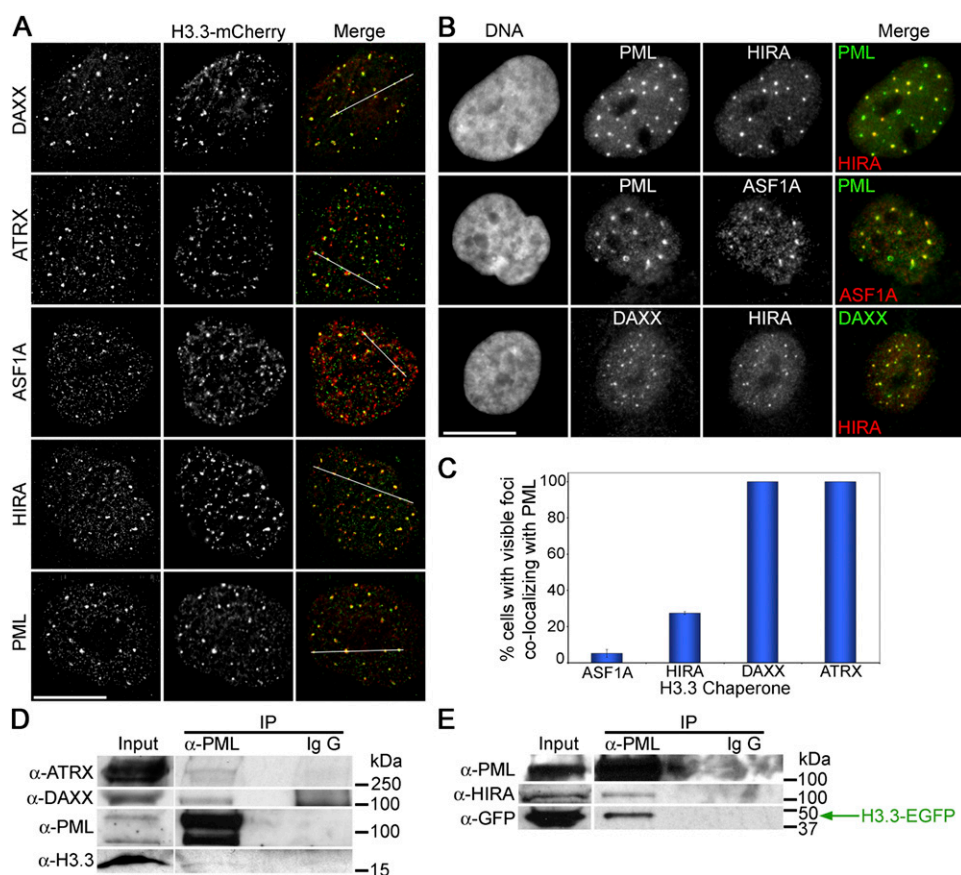 A
H3.3-mCherry Merge
DAXX
ATRX
ASF1A
HIRA
PML
B
DNA PML HIRA Merge
PML
HIRA
PML ASF1A PML
ASF1A
DAXX HIRA DAXX
HIRA
C
% cells with visible foci
co-localizing with PML
100
80
60
40
20
0
ASF1A HIRA DAXX ATRX
H3.3 Chaperone
D
IP
Input α-PML Ig G
kDa
α-ATRX
250
α-DAXX 100
α-PML
100
α-H3.3
15
E
IP
Input α-PML Ig G
kDa
α-PML
100
α-HIRA 100
α-GFP 50 H3.3-EGFP
37